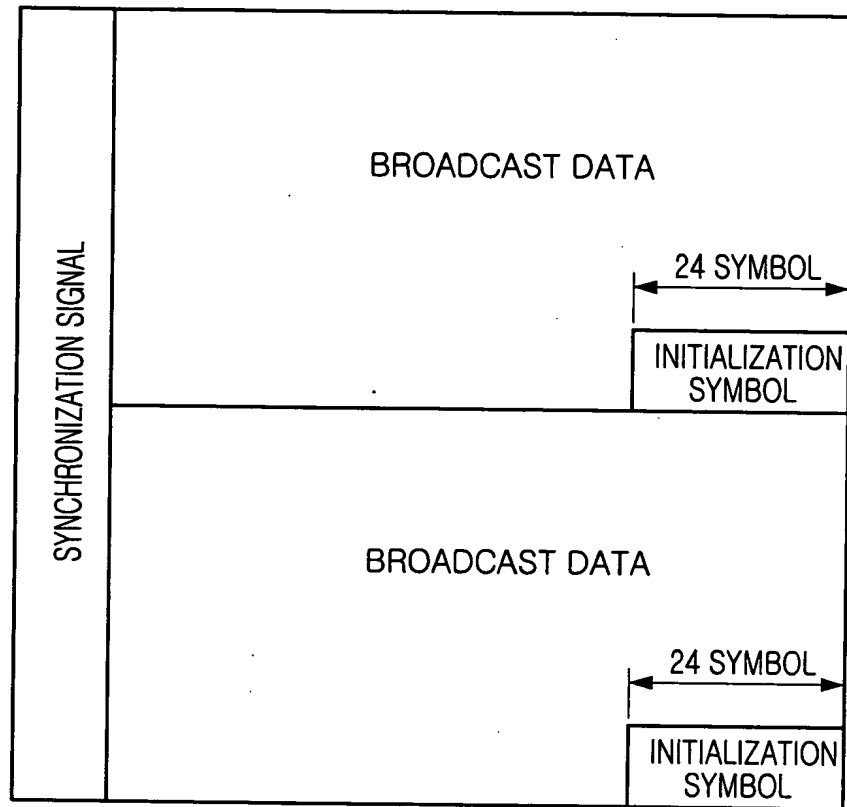 SYNCHRONIZATION SIGNAL
BROADCAST DATA
24 SYMBOL
INITIALIZATION
SYMBOL
BROADCAST DATA
24 SYMBOL
INITIALIZATION
SYMBOL